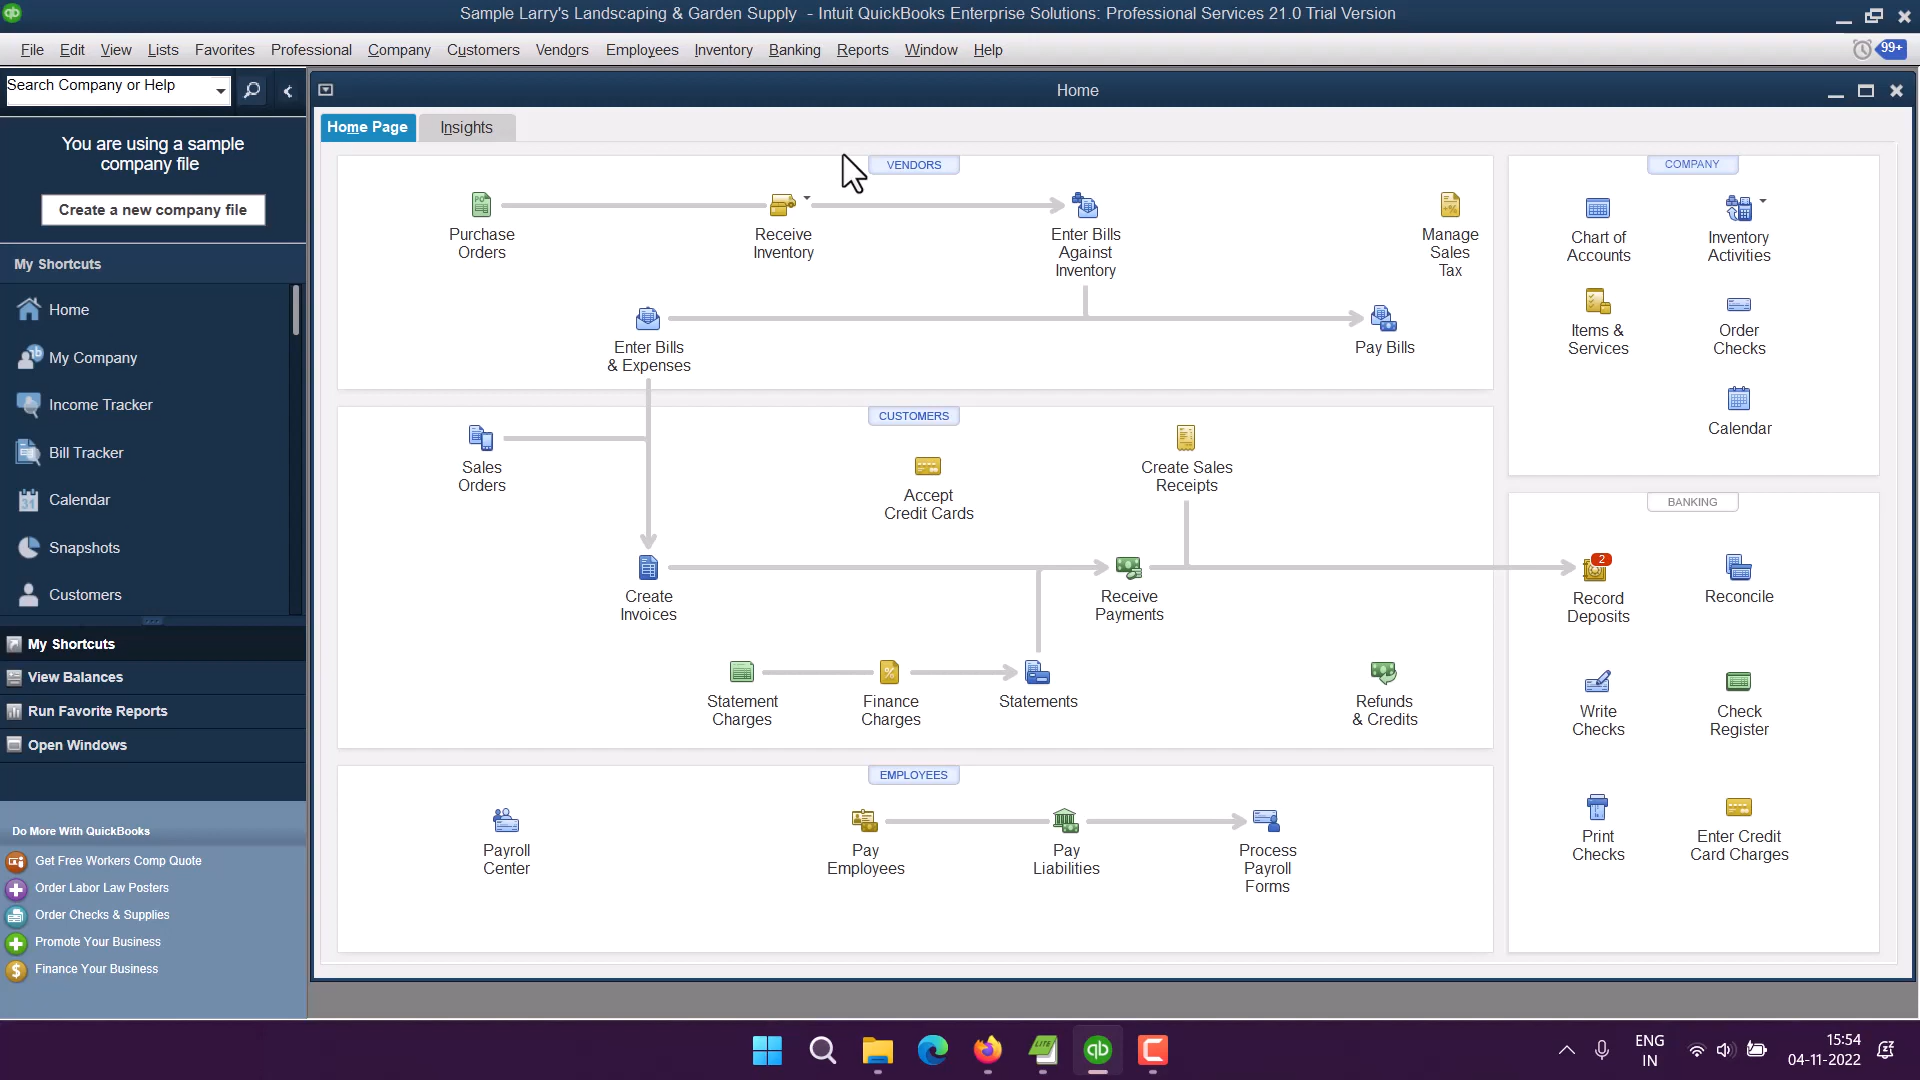 Sample Larry's Landscaping & Garden Supply - Intuit QuickBooks Enterprise Solutions: Professional Services 21.0 Trial Version
File Edit View Lists Favorites Professional Company Customers Vendors Employees Inventory Banking Reports Window Help
99+
Search Company or Help
You are using a sample
company file
Create a new company file
My Shortcuts
Home
My Company
Income Tracker
Bill Tracker
Calendar
31
Snapshots
Customers
My Shortcuts
View Balances
Run Favorite Reports
Open Windows
Do More With QuickBooks
Get Free Workers Comp Quote
Order Labor Law Posters
Order Checks & Supplies
Promote Your Business
Finance Your Business
Home
Home Page
Insights
VENDORS
Purchase
Orders
Receive
Inventory
Enter Bills
Against
Inventory
Manage
Sales
Tax
Enter Bills
& Expenses
Pay Bills
CUSTOMERS
Sales
Orders
Accept
Credit Cards
Create Sales
Receipts
Create
Invoices
Receive
Payments
Statement
Charges
Finance
Charges
Statements
Refunds
& Credits
EMPLOYEES
Payroll
Center
Pay
Employees
Pay
Liabilities
Process
Payroll
Forms
COMPANY
Chart of
Accounts
Inventory
Activities
Items &
Services
Order
Checks
Calendar
BANKING
2
Record
Deposits
Reconcile
Write
Checks
Check
Register
Print
Checks
Enter Credit
Card Charges
LITE
qb
ENG
IN
15:54
04-11-2022